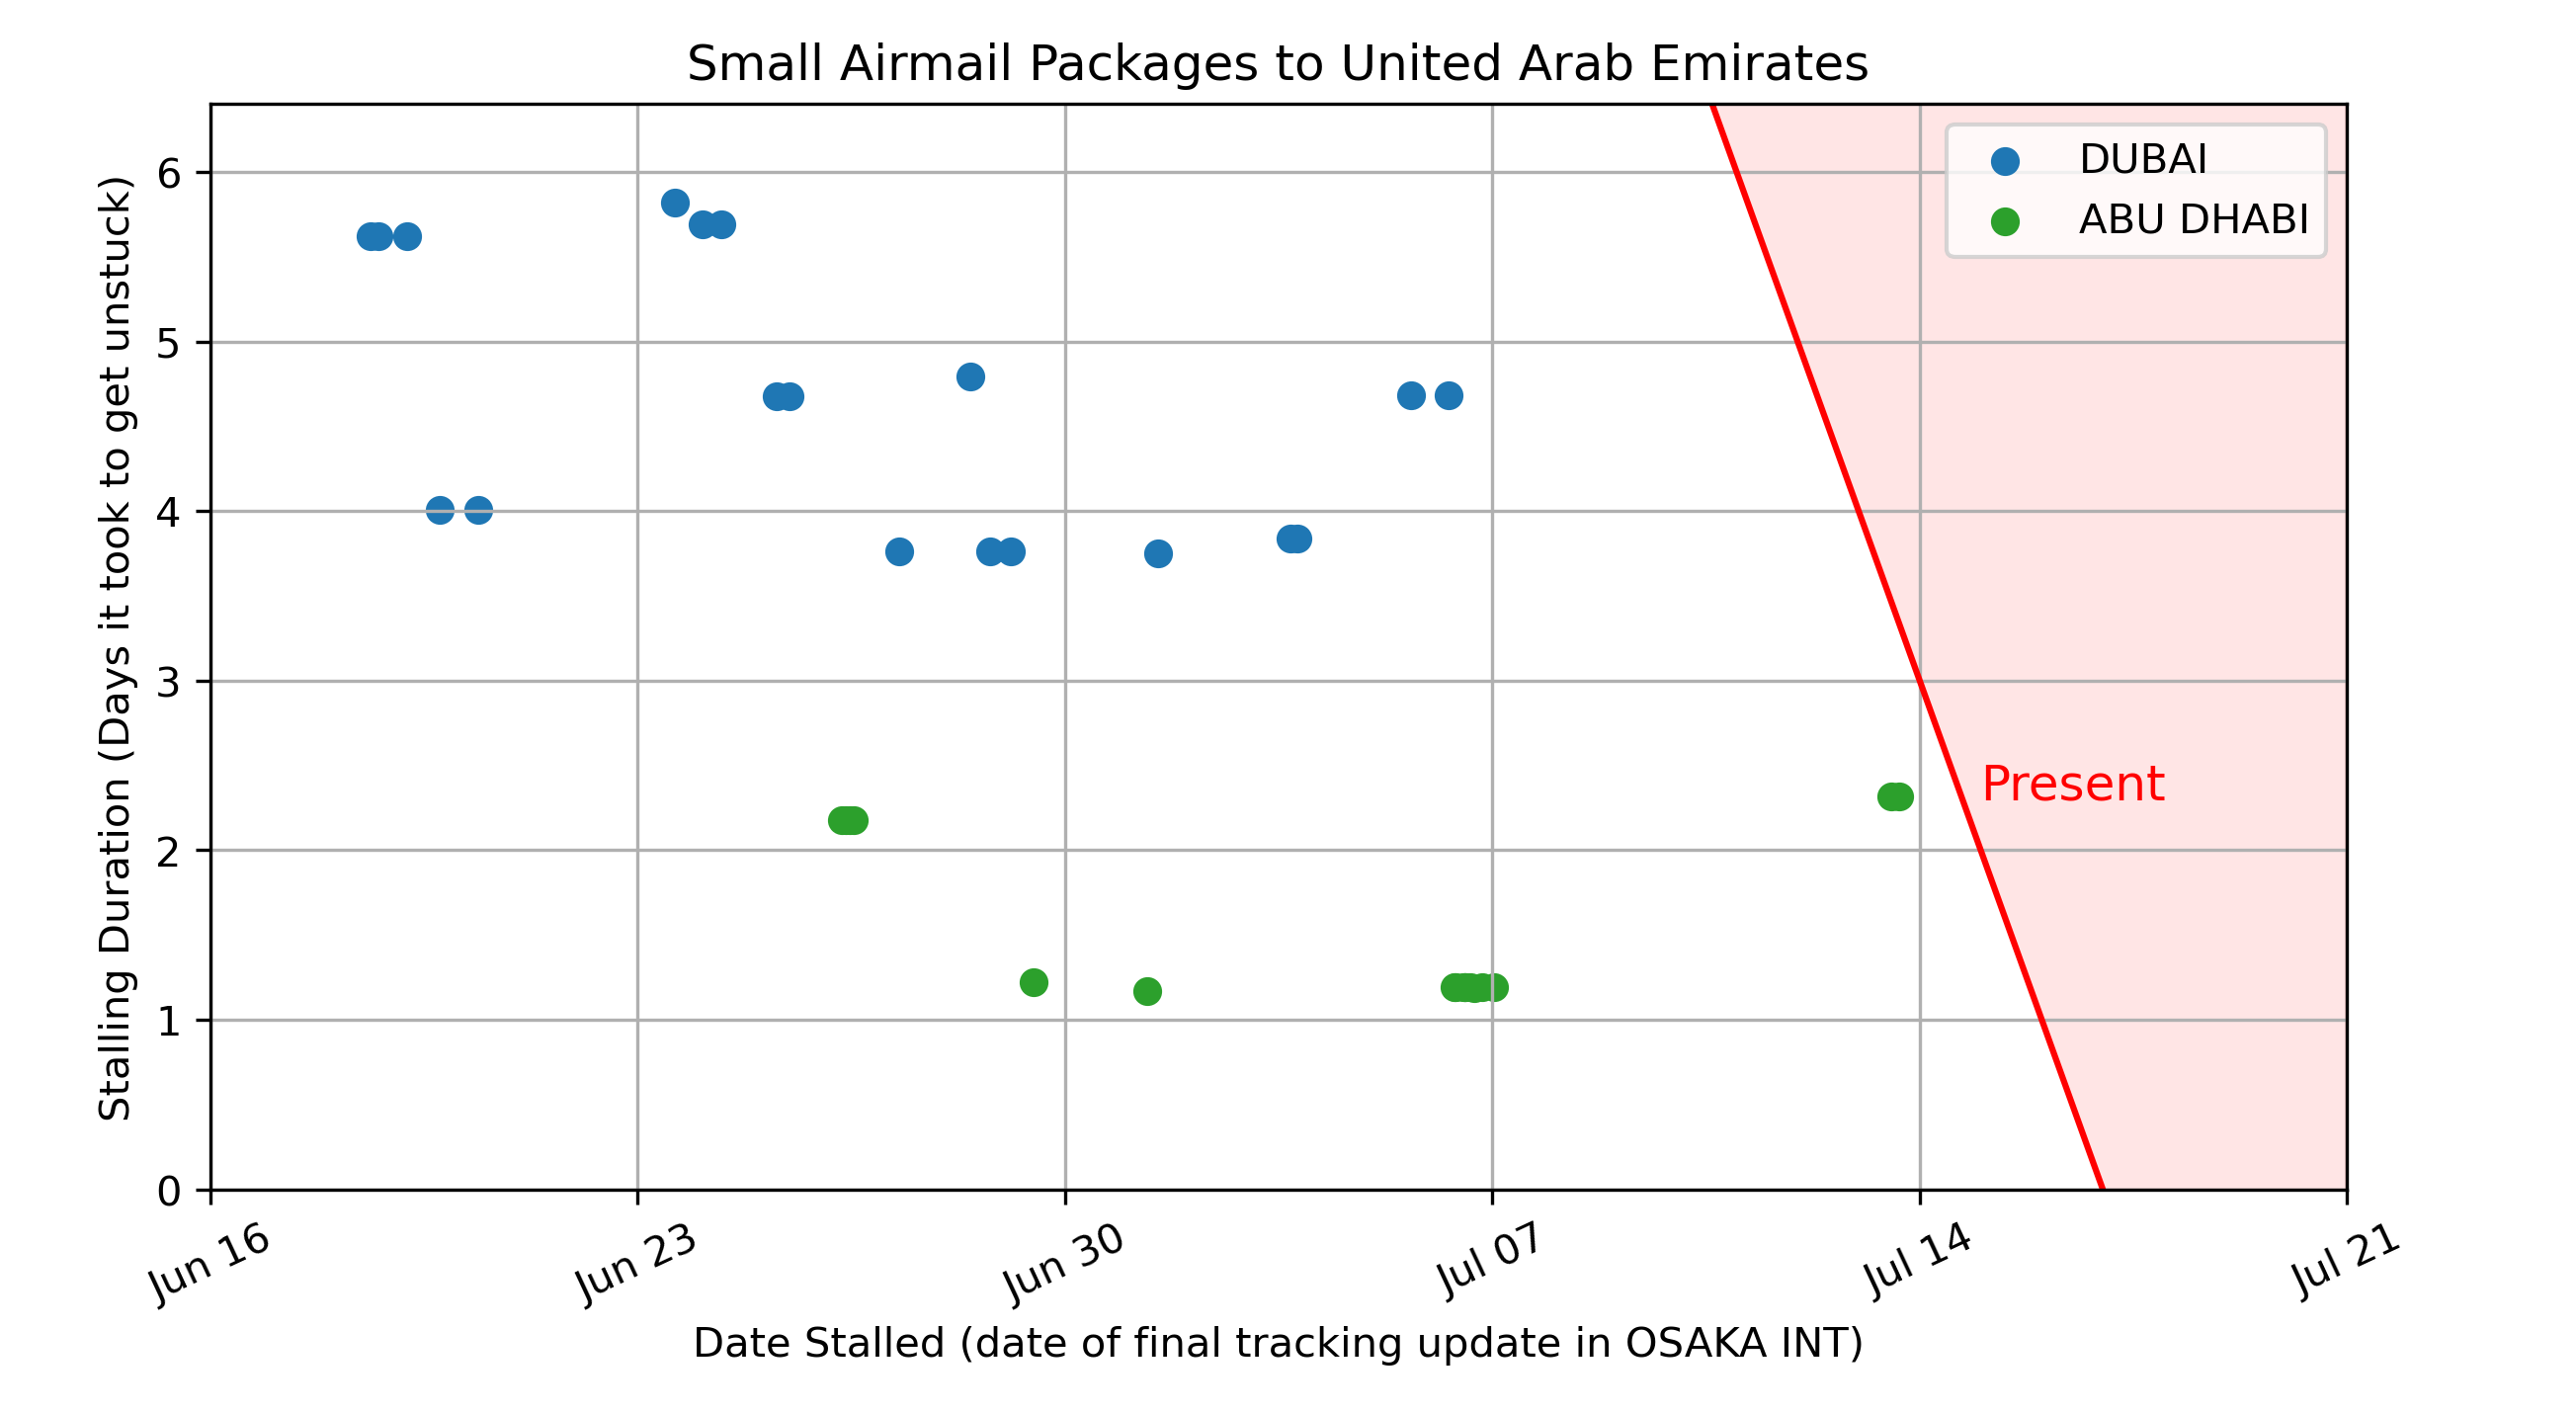 Small Airmail Packages to United Arab Emirates
DUBAI
ABU DHABI
Present
Stalling Duration (Days it took to get unstuck)
6
5
4
3
2
1
0
Jun 16
Jun 23
Jun 30
Jul 07
Jul 14
Jul 21
Date Stalled (date of final tracking update in OSAKA INT)